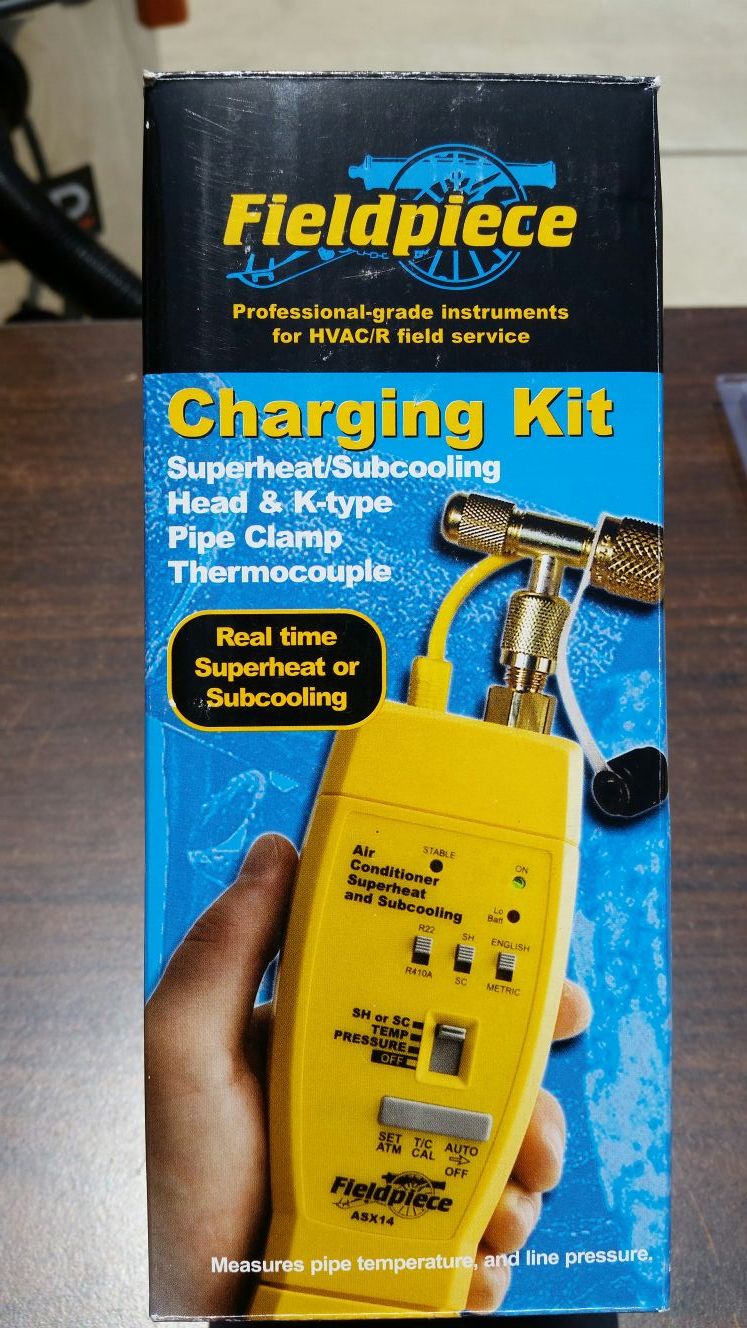 Fieldpiece
Professional-grade instruments
for HVAC/R field service
Charging Kit
Superheat/Subcooling
Head & K-type
Pipe Clamp
Thermocouple
Real time
Superheat or
Subcooling
Air
Conditioner
Superheat
and Subcooling
STABLE
ON
Lo
Batt
R22
SH
ENGLISH
R410A
SC
METRIC
SH or SC
TEMP
PRESSURE
OFF
SET
ATM
T/C
CAL
AUTO
OFF
Fieldpiece
ASX14
Measures pipe temperature, and line pressure.